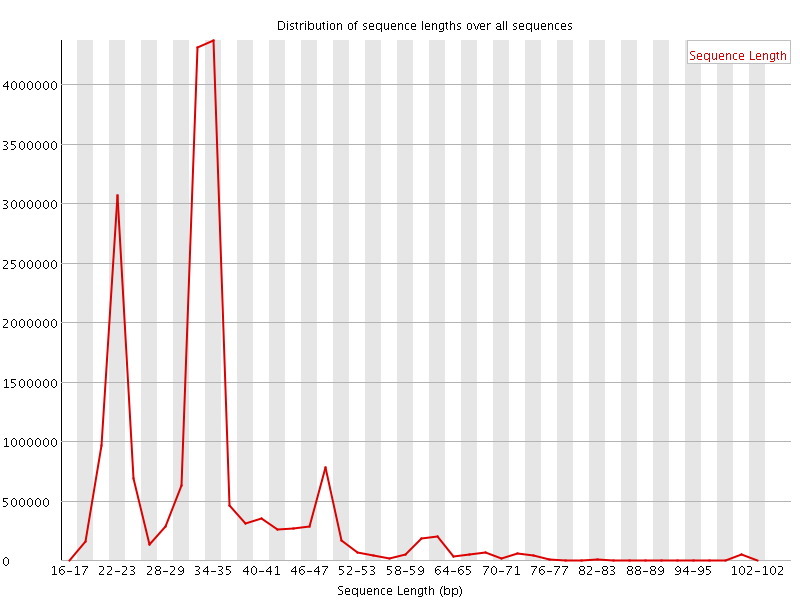 Distribution of sequence lengths over all sequences
Sequence Length
4000000
3500000
3000000
2500000
2000000
1500000
1000000
500000
0
16-17 22-23 28-29 34-35 40-41 46-47 52-53 58-59 64-65 70-71 76-77 82-83 88-89 94-95 102-102
Sequence Length (bp)